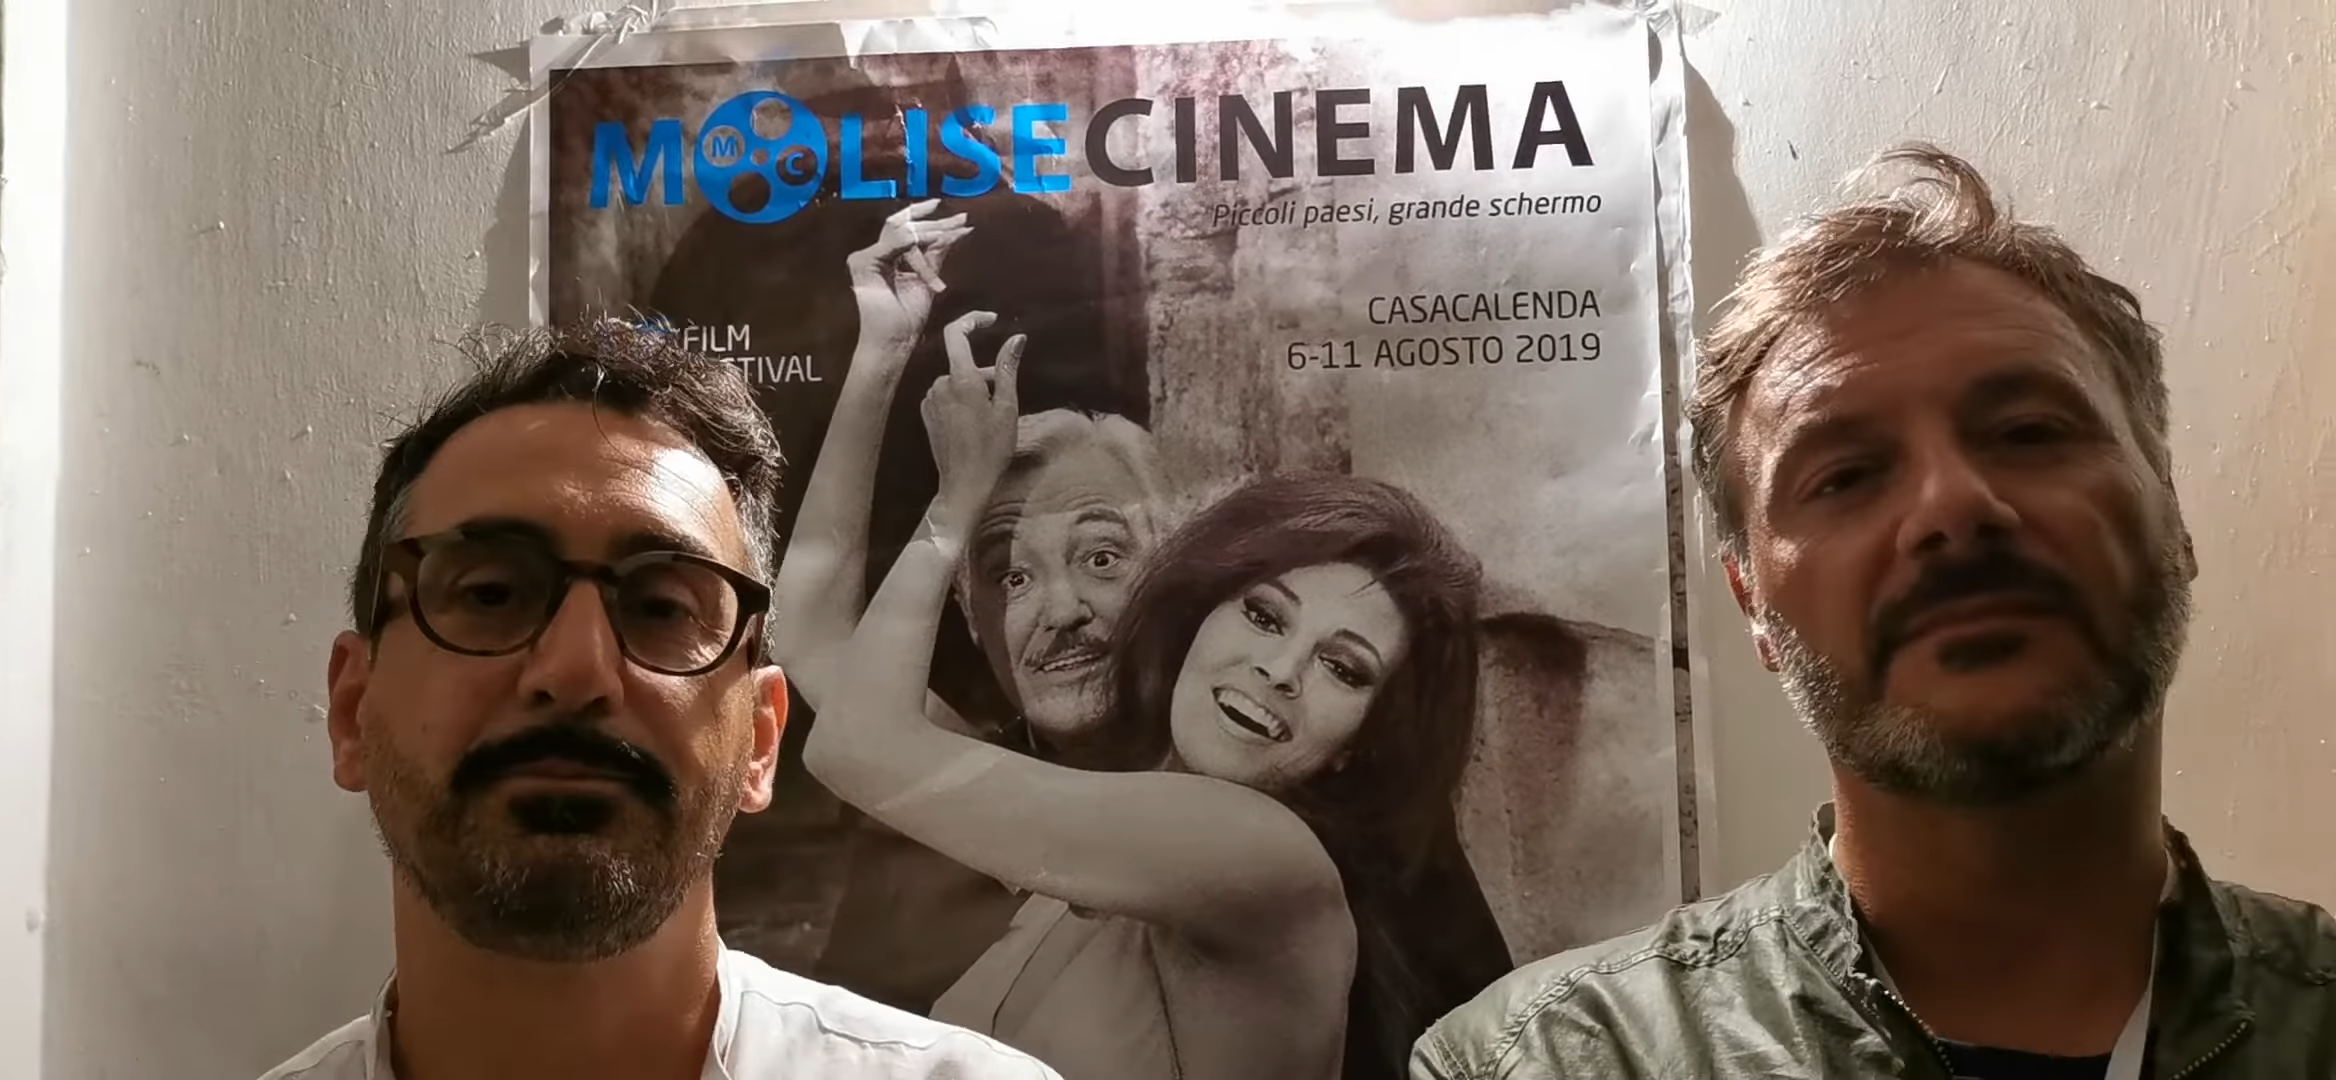 MOLISECINEMA
M C
Piccoli paesi, grande schermo
CASACALENDA
6-11 AGOSTO 2019
FILM